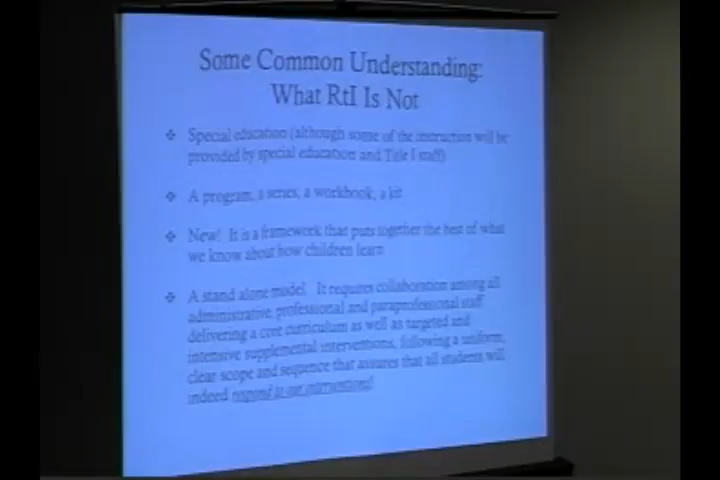 Some Common Understanding:
What RtI Is Not
❖ Special education (although some of the instruction will be
provided by special education and Title I staff)
❖ A program, a series, a workbook, a kit
❖ New! It is a framework that puts together the best of what
we know about how children learn
❖ A stand alone model. It requires collaboration among all
administrative, professional and paraprofessional staff
delivering a core curriculum as well as targeted and
intensive supplemental interventions, following a uniform,
clear scope and sequence that assures that all students will
indeed respond to our interventions!